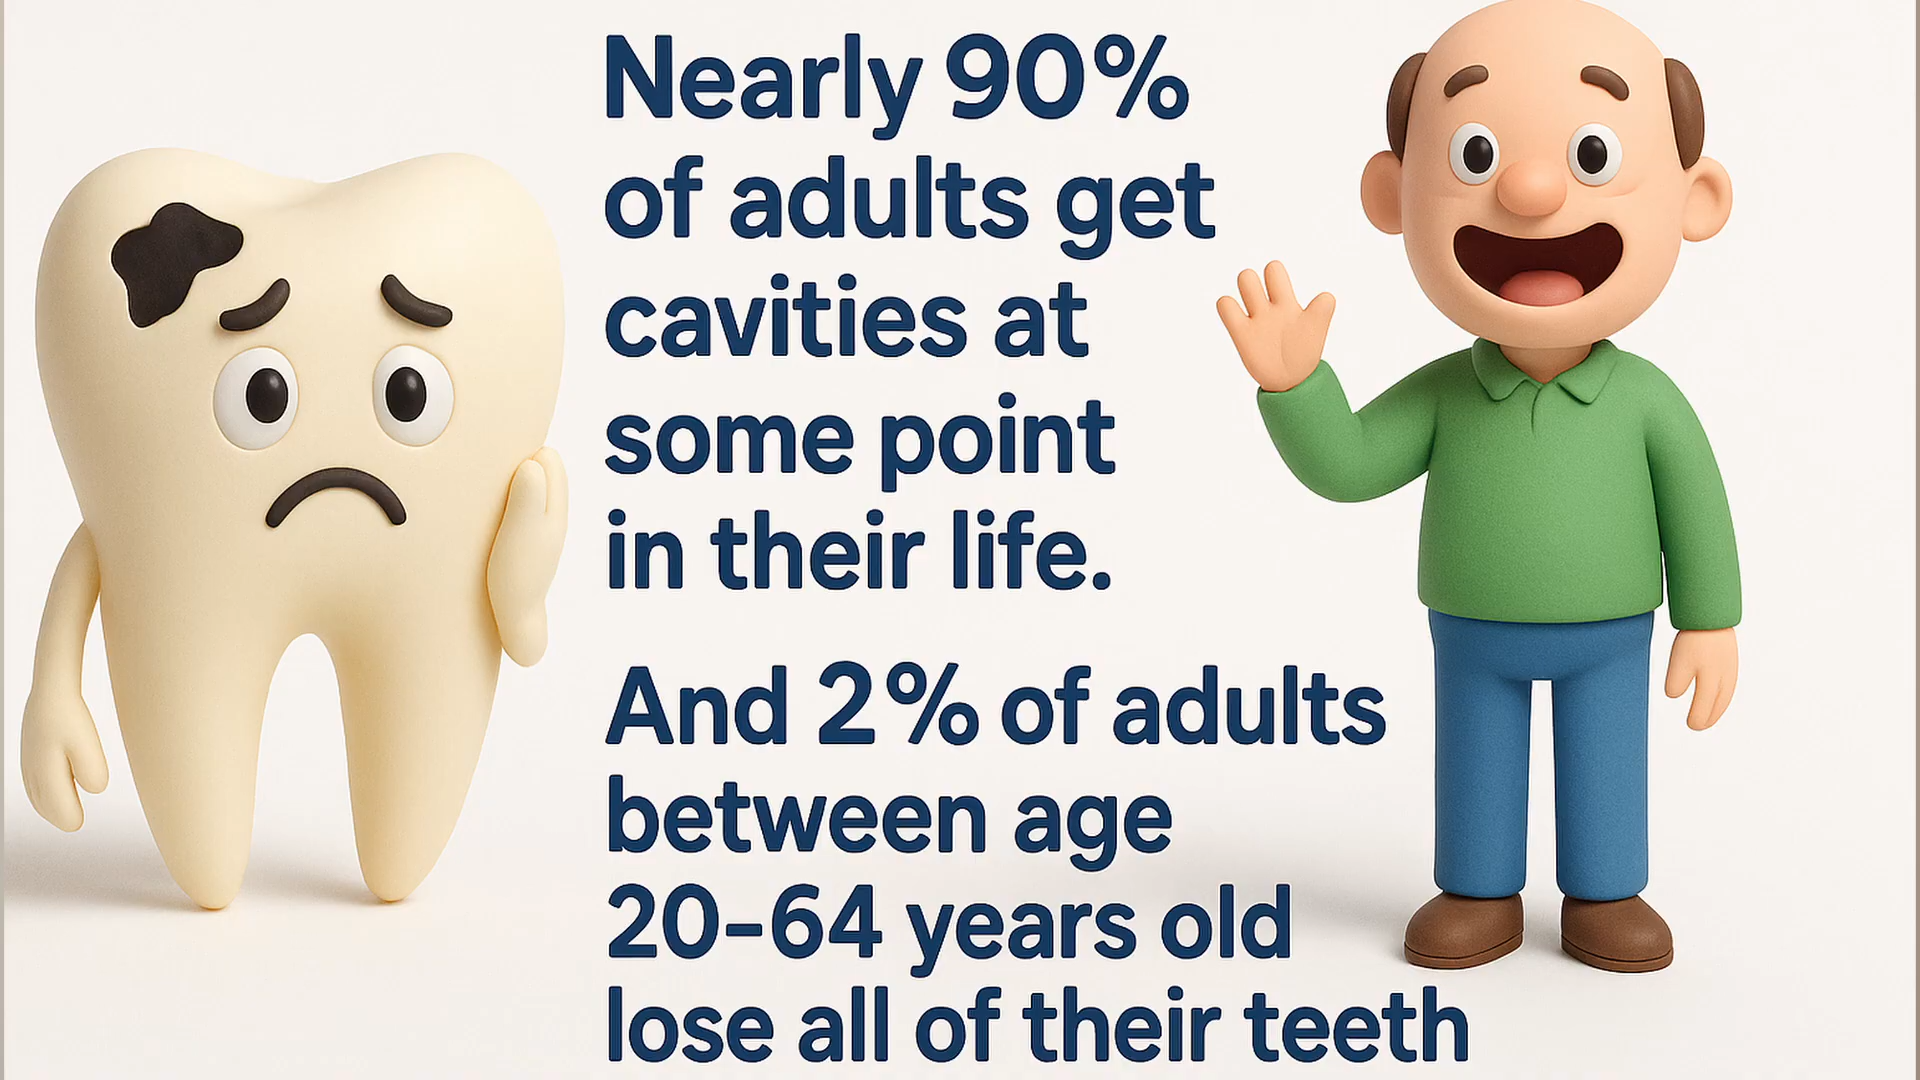 Nearly 90%
of adults get
cavities at
some point
in their life.
And 2% of adults
between age
20–64 years old
lose all of their teeth